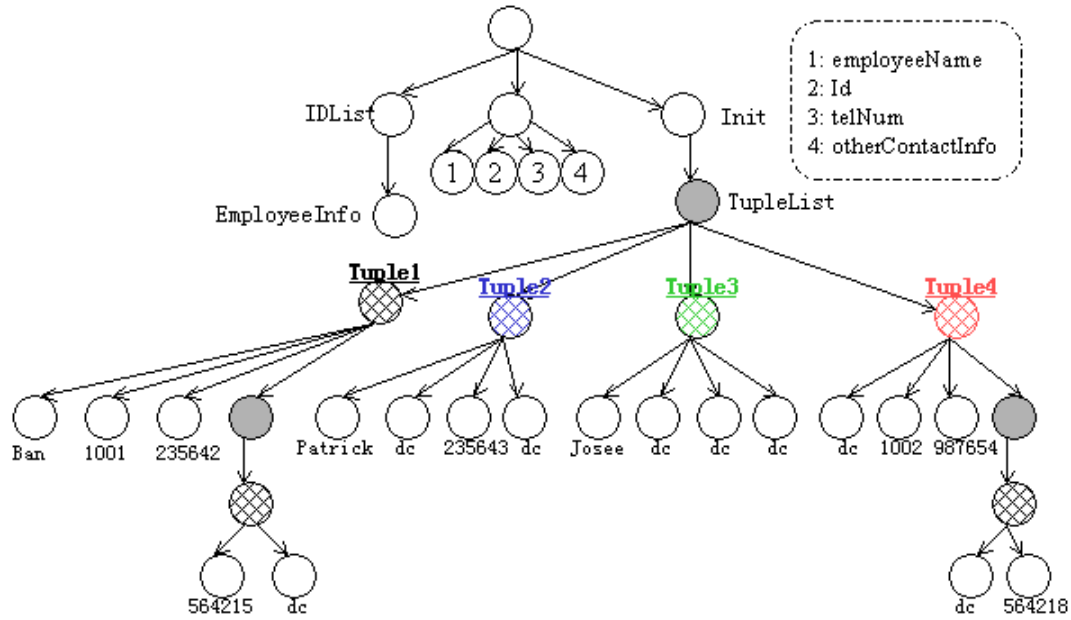 1: employeeName
2: Id
3: telNum
4: otherContactInfo
IDList
Init
1 2 3 4
EmployeeInfo
TupleList
Tuple1
Tuple2
Tuple3
Tuple4
Ban 1001 235642
Patrick dc 235643 dc
Josee dc dc dc
dc 1002 987654
564215 dc
dc 564218